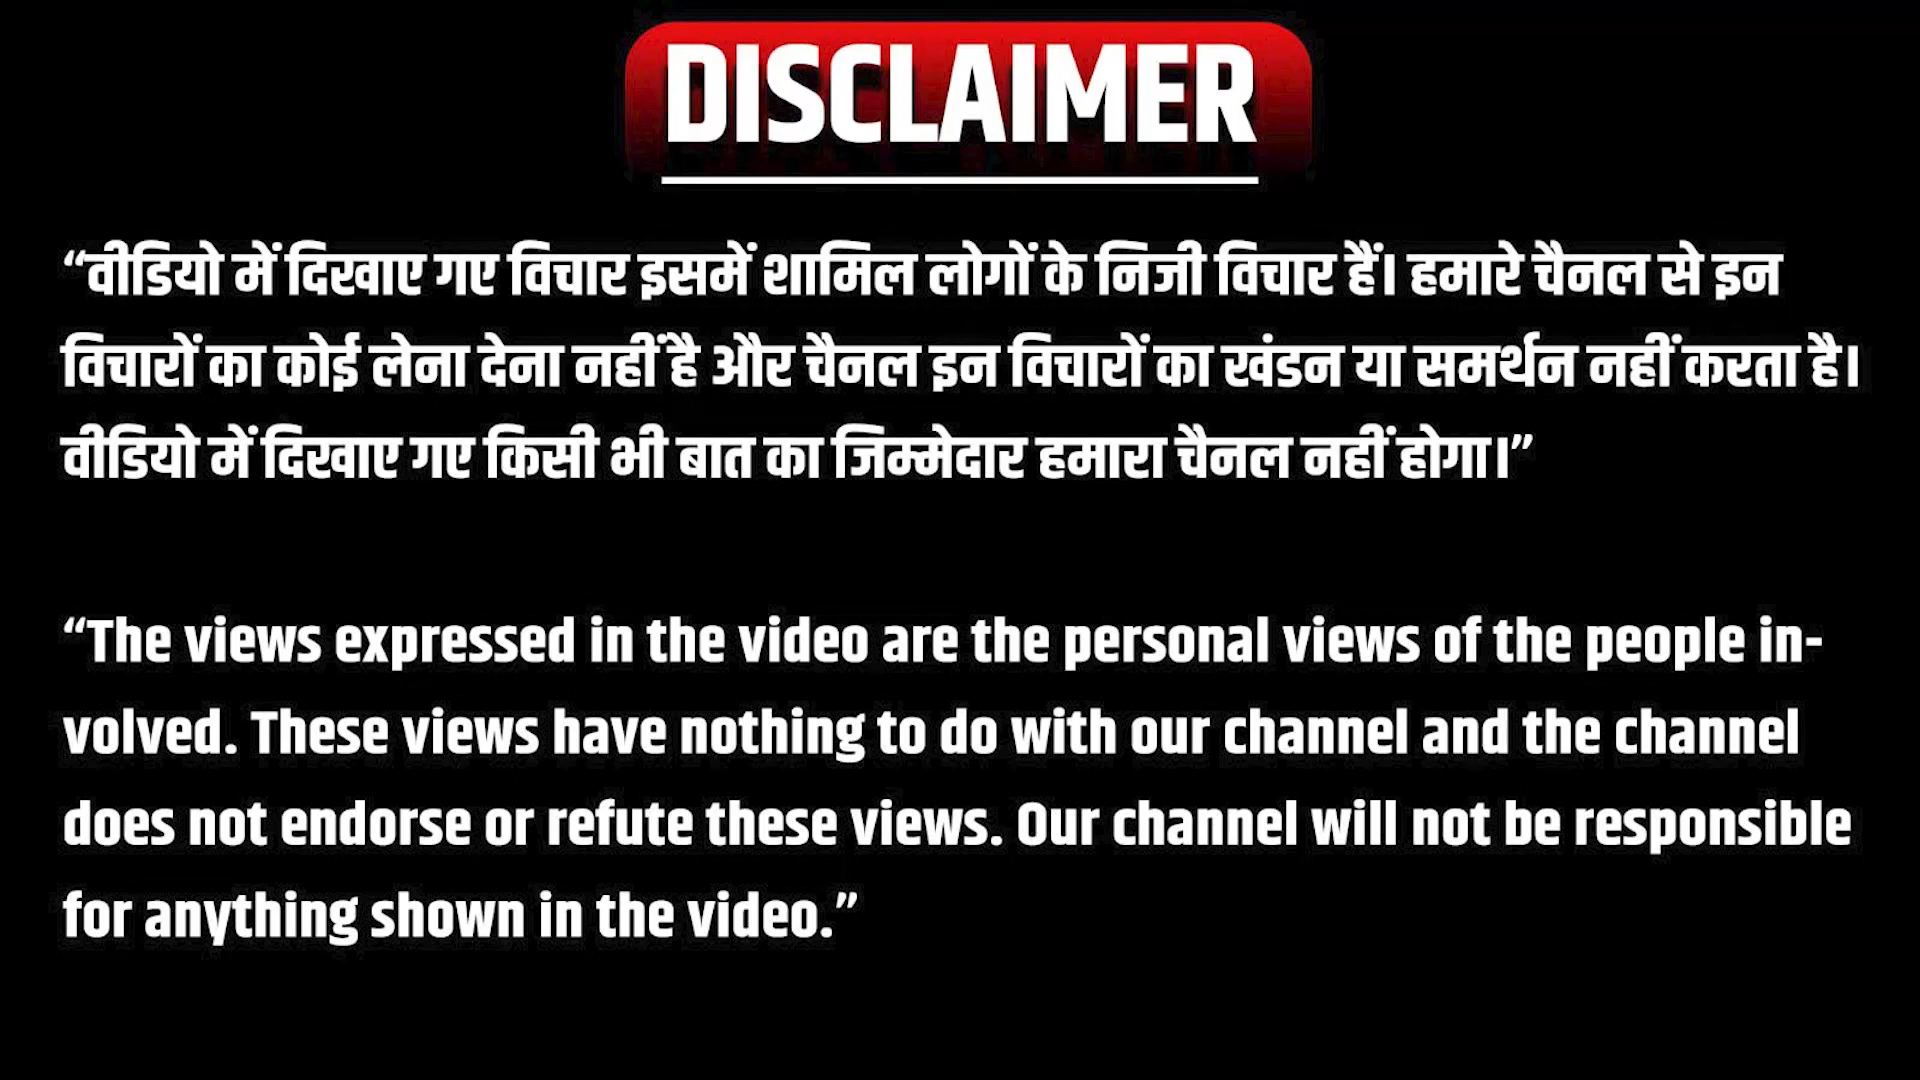 DISCLAIMER
“वीडियो में दिखाए गए विचार इसमें शामिल लोगों के निजी विचार हैं। हमारे चैनल से इन
विचारों का कोई लेना देना नहीं है और चैनल इन विचारों का खंडन या समर्थन नहीं करता है।
वीडियो में दिखाए गए किसी भी बात का जिम्मेदार हमारा चैनल नहीं होगा।”
“The views expressed in the video are the personal views of the people in-
volved. These views have nothing to do with our channel and the channel
does not endorse or refute these views. Our channel will not be responsible
for anything shown in the video.”